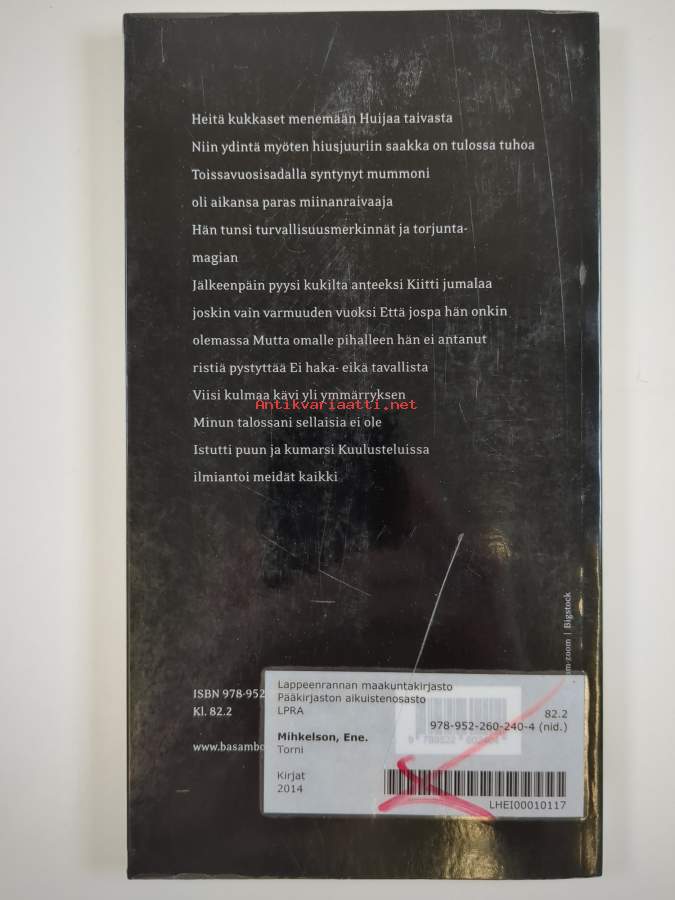 Heitä kukkaset menemään Huijaa taivasta
Niin ydintä myöten hiusjuuriin saakka on tulossa tuhoa
Toissavuosisadalla syntynyt mummoni
oli aikansa paras miinanraivaaja
Hän tunsi turvallisuusmerkinnät ja torjunta-
magian
Jälkeenpäin pyysi kukilta anteeksi Kiitti jumalaa
joskin vain varmuuden vuoksi Että jospa hän onkin
olemassa Mutta omalle pihalleen hän ei antanut
ristiä pystyttää Ei haka- eikä tavallista
Viisi kulmaa kävi yli ymmärryksen
Antikvariaatti.net
Minun talossani sellaisia ei ole
Istutti puun ja kumarsi Kuulusteluissa
ilmiantoi meidät kaikki
zoom | Bigstock
ISBN 978-952
Kl. 82.2
www.basambo
Lappeenrannan maakuntakirjasto
Pääkirjaston aikuistenosasto
LPRA
82.2
978-952-260-240-4 (nid.)
Mihkelson, Ene.
Torni
Kirjat
2014
LHEI00010117